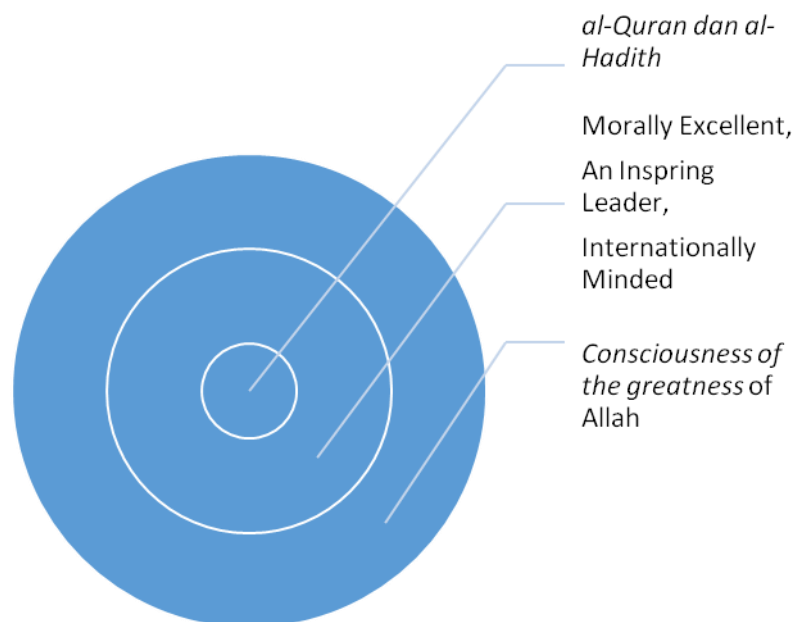 al-Quran dan al-
Hadith
Morally Excellent,
An Inspring
Leader,
Internationally
Minded
Consciousness of
the greatness of
Allah